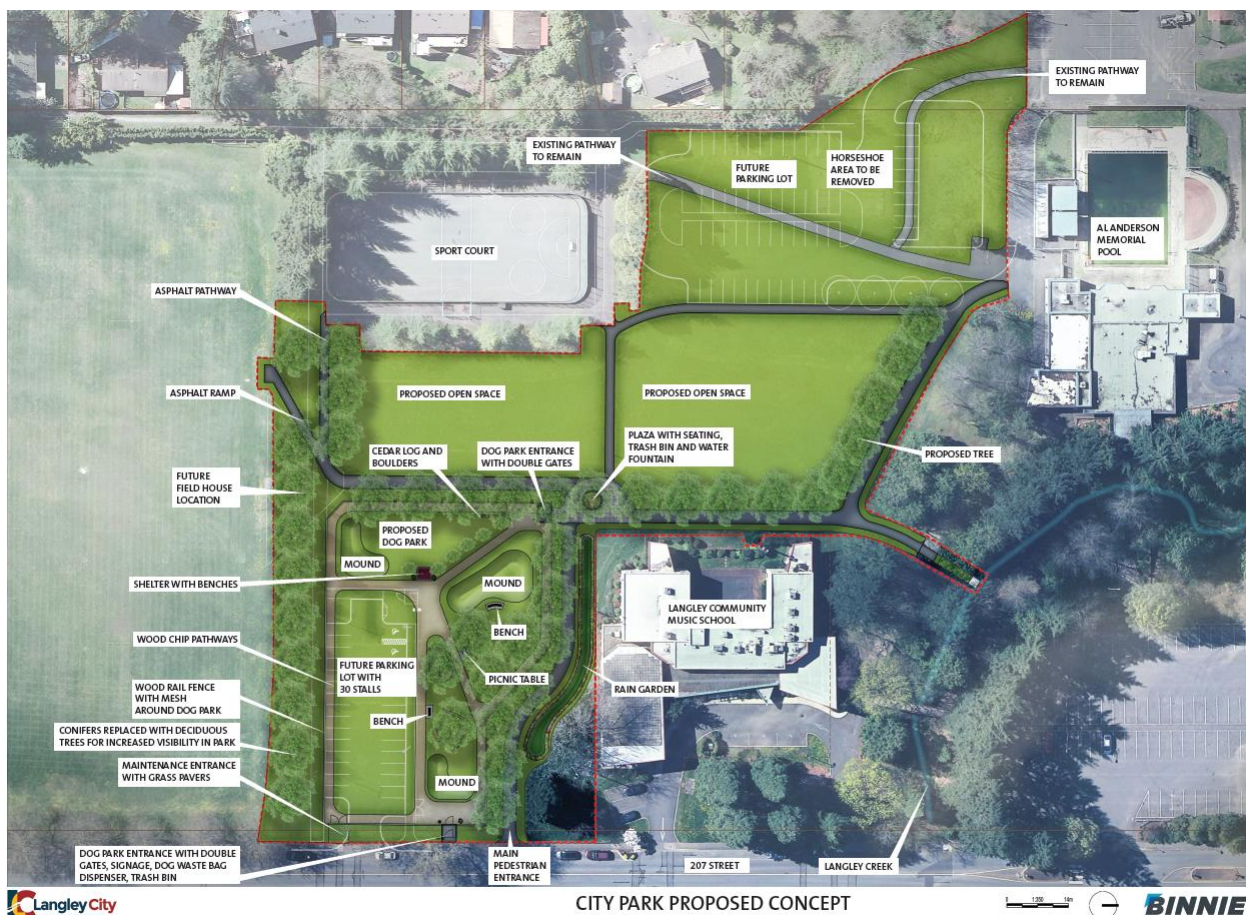 EXISTING PATHWAY
TO REMAIN
EXISTING PATHWAY
TO REMAIN
FUTURE
PARKING LOT
HORSESHOE
AREA TO BE
REMOVED
SPORT COURT
AL ANDERSON
MEMORIAL
POOL
ASPHALT PATHWAY
ASPHALT RAMP
PROPOSED OPEN SPACE
PROPOSED OPEN SPACE
CEDAR LOG AND
BOULDERS
DOG PARK ENTRANCE
WITH DOUBLE GATES
PLAZA WITH SEATING,
TRASH BIN AND WATER
FOUNTAIN
PROPOSED TREE
FUTURE
FIELD HOUSE
LOCATION
PROPOSED
DOG PARK
MOUND
MOUND
SHELTER WITH BENCHES
BENCH
LANGLEY COMMUNITY
MUSIC SCHOOL
WOOD CHIP PATHWAYS
FUTURE PARKING
LOT WITH
30 STALLS
PICNIC TABLE
RAIN GARDEN
WOOD RAIL FENCE
WITH MESH
AROUND DOG PARK
BENCH
CONIFERS REPLACED WITH DECIDUOUS
TREES FOR INCREASED VISIBILITY IN PARK
MAINTENANCE ENTRANCE
WITH GRASS PAVERS
MOUND
DOG PARK ENTRANCE WITH DOUBLE
GATES, SIGNAGE, DOG WASTE BAG
DISPENSER, TRASH BIN
MAIN
PEDESTRIAN
ENTRANCE
207 STREET
LANGLEY CREEK
Langley City
CITY PARK PROPOSED CONCEPT
0 1:350 14m
BINNIE